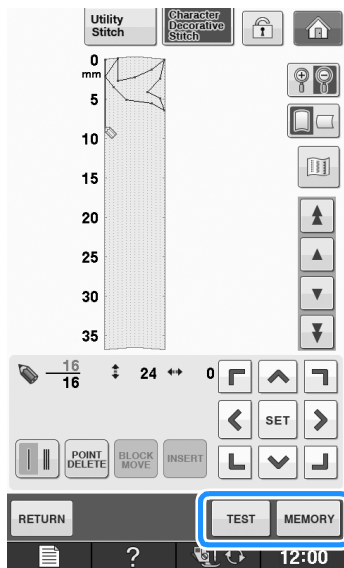 Utility
Stitch
Character
Decorative
Stitch
0
mm
5
10
15
20
25
30
35
16
16
24
0
SET
POINT
DELETE
BLOCK
MOVE
INSERT
RETURN
TEST
MEMORY
?
12:00